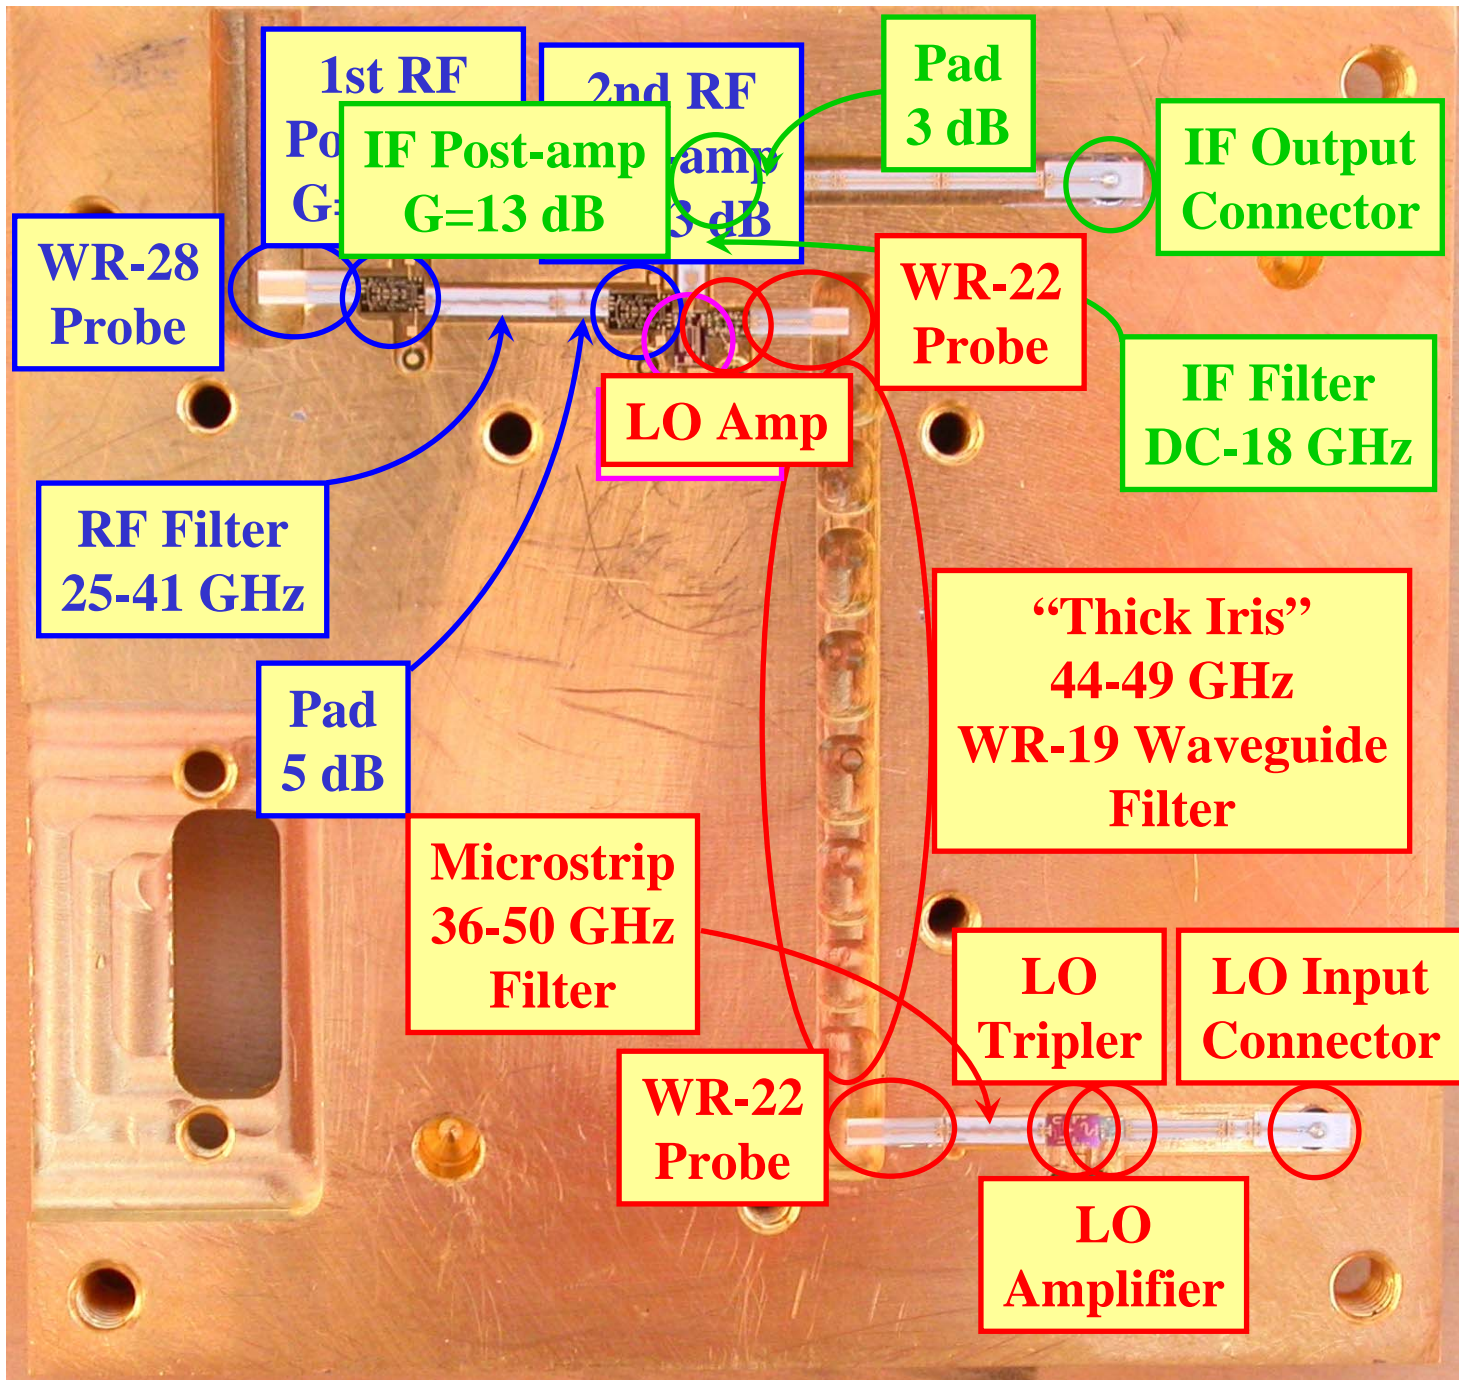 1st RF
Po
G=
2nd RF
-amp
3 dB
IF Post-amp
G=13 dB
Pad
3 dB
IF Output
Connector
WR-28
Probe
WR-22
Probe
IF Filter
DC-18 GHz
LO Amp
RF Filter
25-41 GHz
“Thick Iris”
44-49 GHz
WR-19 Waveguide
Filter
Pad
5 dB
Microstrip
36-50 GHz
Filter
LO
Tripler
LO Input
Connector
WR-22
Probe
LO
Amplifier